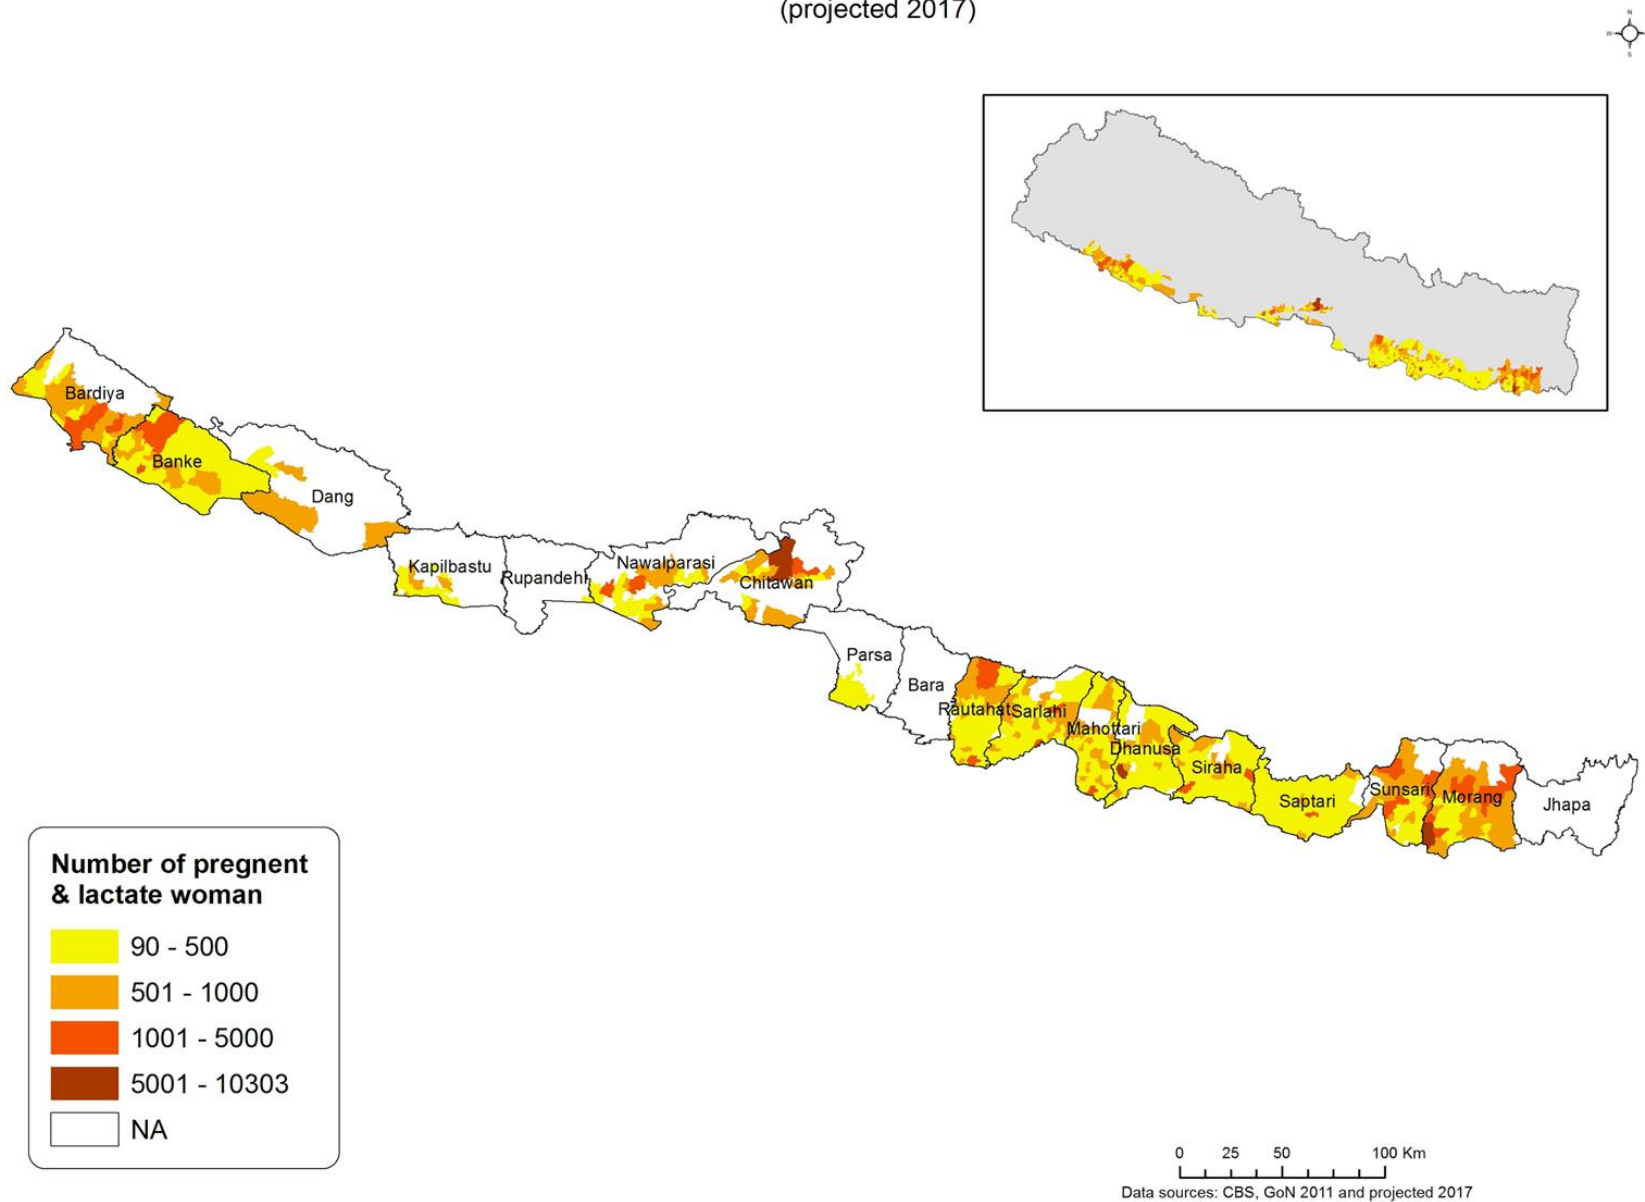 (projected 2017)
N
W
S
Bardiya
Banke
Dang
Kapilbastu
Rupandehi
Nawalparasi
Chitawan
Parsa
Bara
Rautahat
Sarlahi
Mahottari
Dhanusa
Siraha
Saptari
Sunsari
Morang
Jhapa
Number of pregnent
& lactate woman
90 - 500
501 - 1000
1001 - 5000
5001 - 10303
NA
0 25 50 100 Km
Data sources: CBS, GoN 2011 and projected 2017